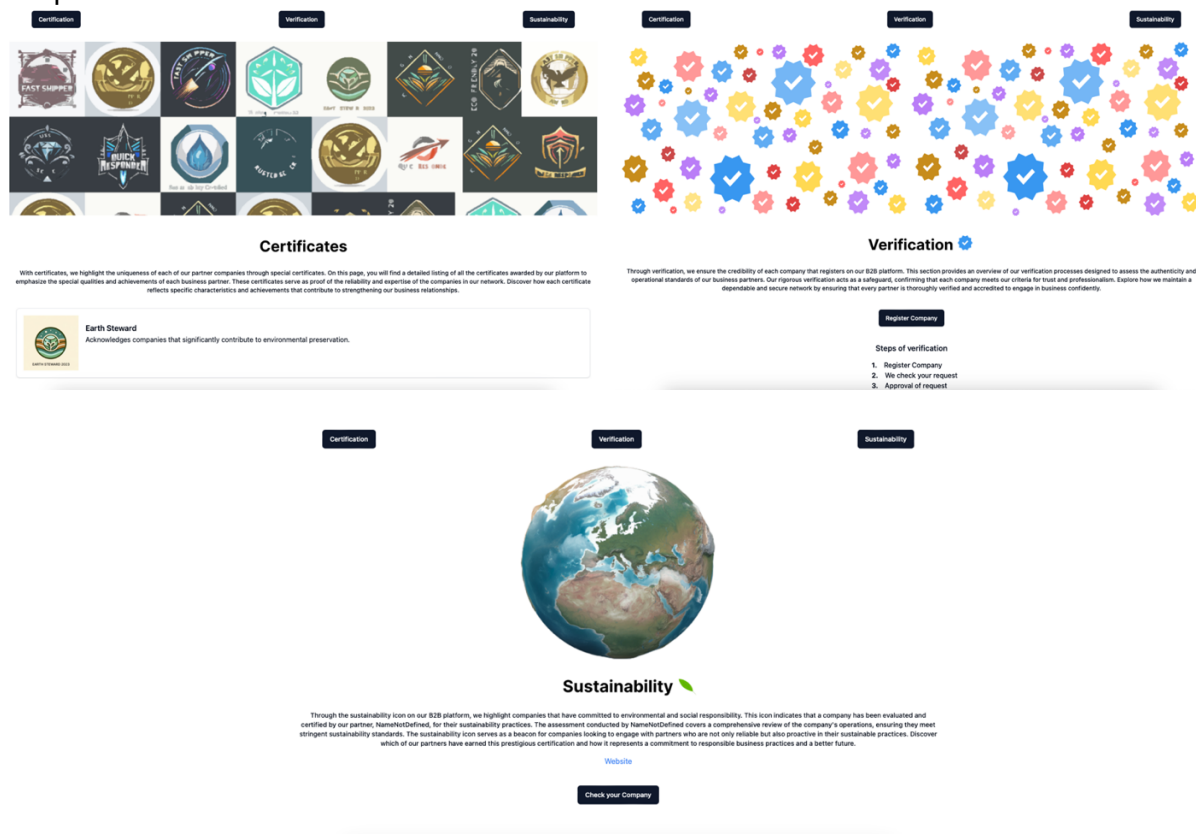 Certification
Verification
Sustainability
FAST SHIPPER
FAST SH PPER
QUICK
RESPONDER
Certificates
With certificates, we highlight the uniqueness of each of our partner companies through special certificates. On this page, you will find a detailed listing of all the certificates awarded by our platform to
emphasize the special qualities and achievements of each business partner. These certificates serve as proof of the reliability and expertise of the companies in our network. Discover how each certificate
reflects specific characteristics and achievements that contribute to strengthening our business relationships.
Earth Steward
Acknowledges companies that significantly contribute to environmental preservation.
EARTH STEWARD 2023
Certification
Verification
Sustainability
Verification
Through verification, we ensure the credibility of each company that registers on our B2B platform. This section provides an overview of our verification processes designed to assess the authenticity and
operational standards of our business partners. Our rigorous verification acts as a safeguard, confirming that each company meets our criteria for trust and professionalism. Explore how we maintain a
dependable and secure network by ensuring that every partner is thoroughly verified and accredited to engage in business confidently.
Register Company
Steps of verification
1. Register Company
2. We check your request
3. Approval of request
Certification
Verification
Sustainability
Sustainability
Through the sustainability icon on our B2B platform, we highlight companies that have committed to environmental and social responsibility. This icon indicates that a company has been evaluated and
certified by our partner, NameNotDefined, for their sustainability practices. The assessment conducted by NameNotDefined covers a comprehensive review of the company's operations, ensuring they meet
stringent sustainability standards. The sustainability icon serves as a beacon for companies looking to engage with partners who are not only reliable but also proactive in their sustainable practices. Discover
which of our partners have earned this prestigious certification and how it represents a commitment to responsible business practices and a better future.
Website
Check your Company